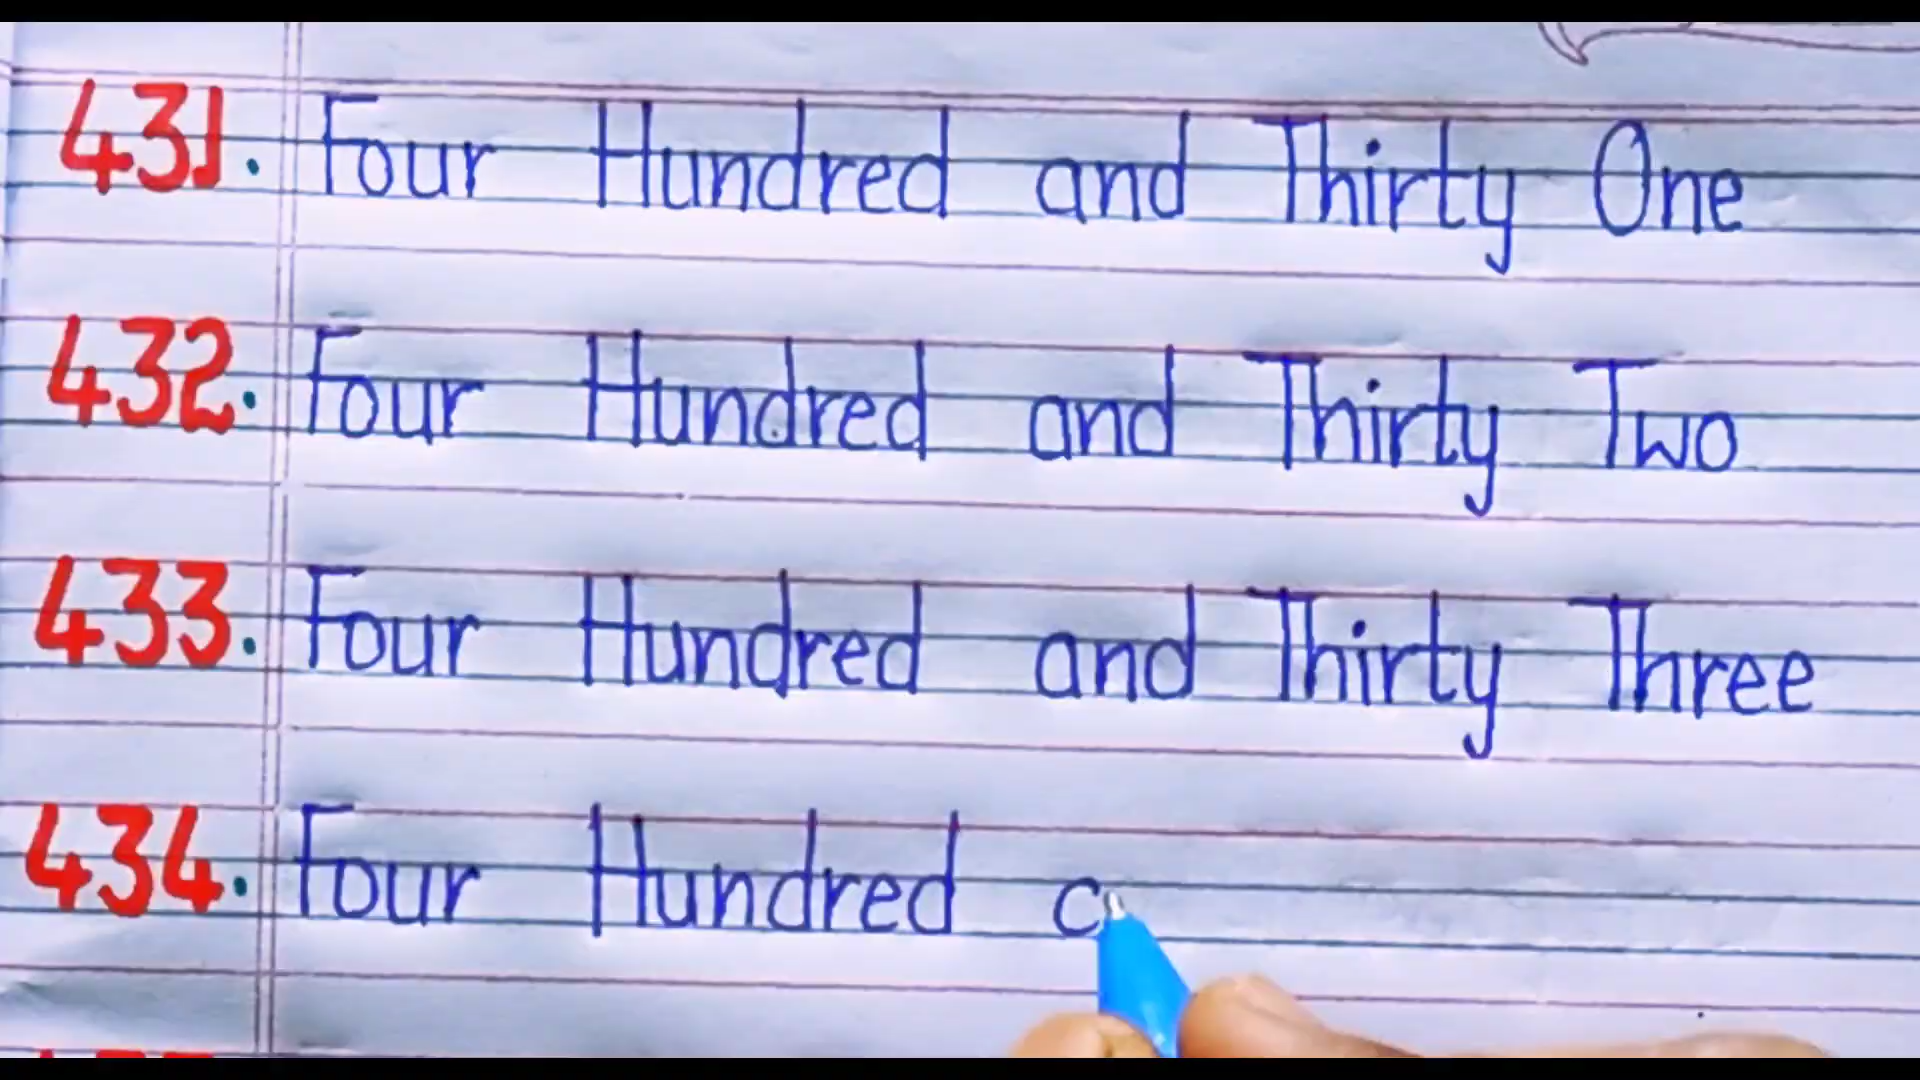 431. Four Hundred and Thirty One
432. Four Hundred and Thirty Two
433. Four Hundred and Thirty Three
434. Four Hundred